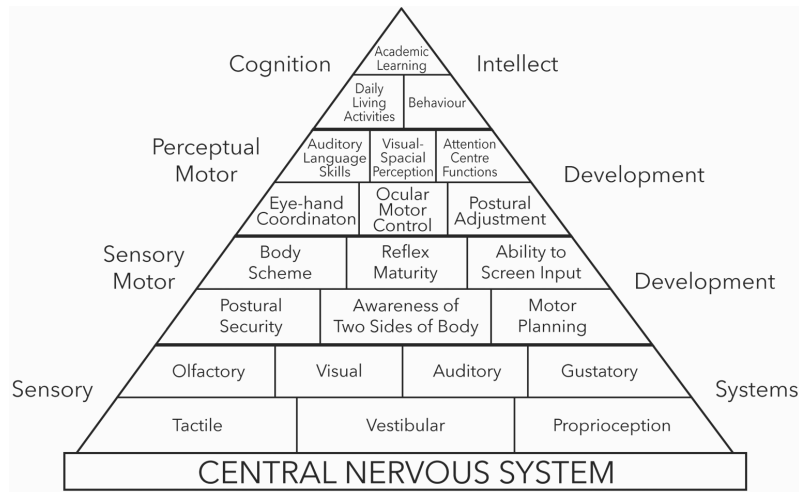 Academic
Learning
Cognition
Intellect
Daily
Living
Activities
Behaviour
Perceptual
Motor
Auditory
Language
Skills
Visual-
Spacial
Perception
Attention
Centre
Functions
Development
Eye-hand
Coordinaton
Ocular
Motor
Control
Postural
Adjustment
Sensory
Motor
Body
Scheme
Reflex
Maturity
Ability to
Screen Input
Development
Postural
Security
Awareness of
Two Sides of Body
Motor
Planning
Sensory
Olfactory
Visual
Auditory
Gustatory
Systems
Tactile
Vestibular
Proprioception
CENTRAL NERVOUS SYSTEM